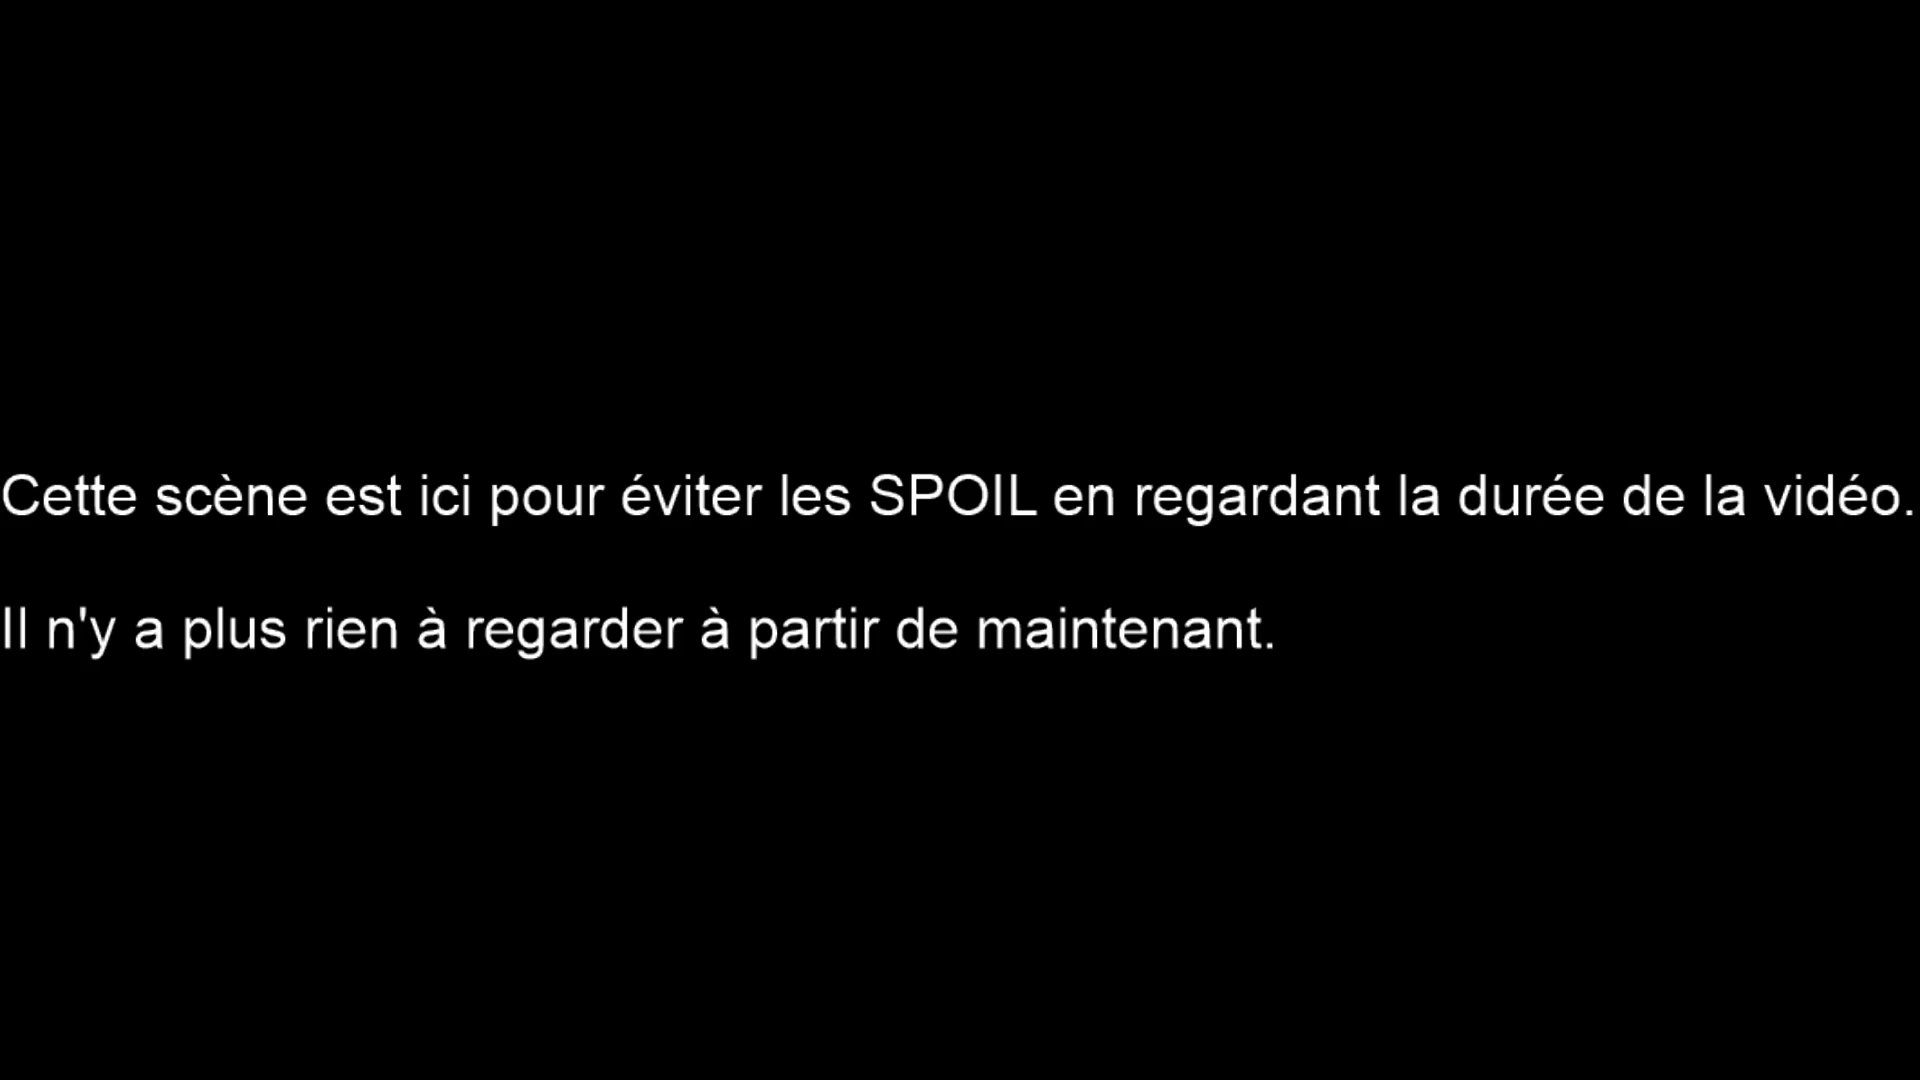 Cette scène est ici pour éviter les SPOIL en regardant la durée de la vidéo.
Il n'y a plus rien à regarder à partir de maintenant.